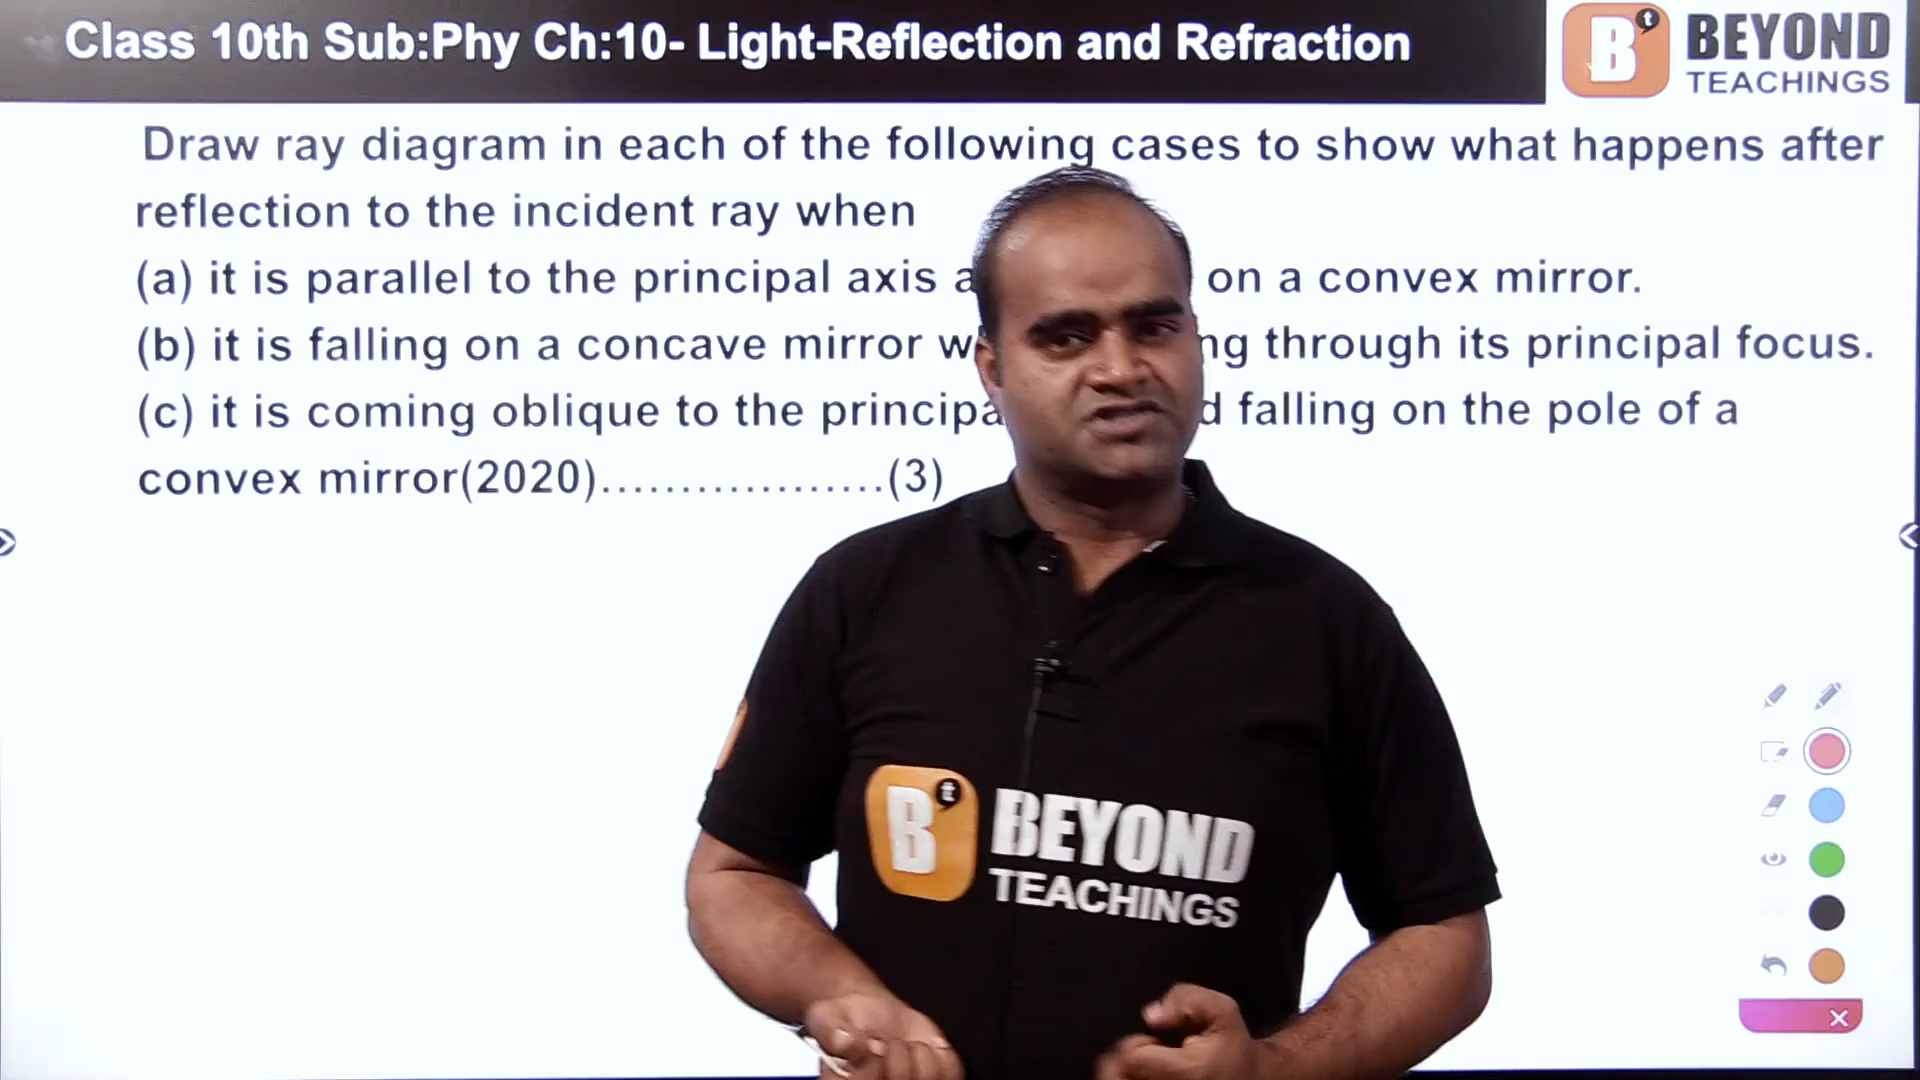 Class 10th Sub:Phy Ch:10- Light-Reflection and Refraction
Bt BEYOND
TEACHINGS
Draw ray diagram in each of the following cases to show what happens after
reflection to the incident ray when
(a) it is parallel to the principal axis on a convex mirror.
(b) it is falling on a concave mirror through its principal focus.
(c) it is coming oblique to the falling on the pole of a
convex mirror(2020)..................(3)
Bt BEYOND
TEACHINGS